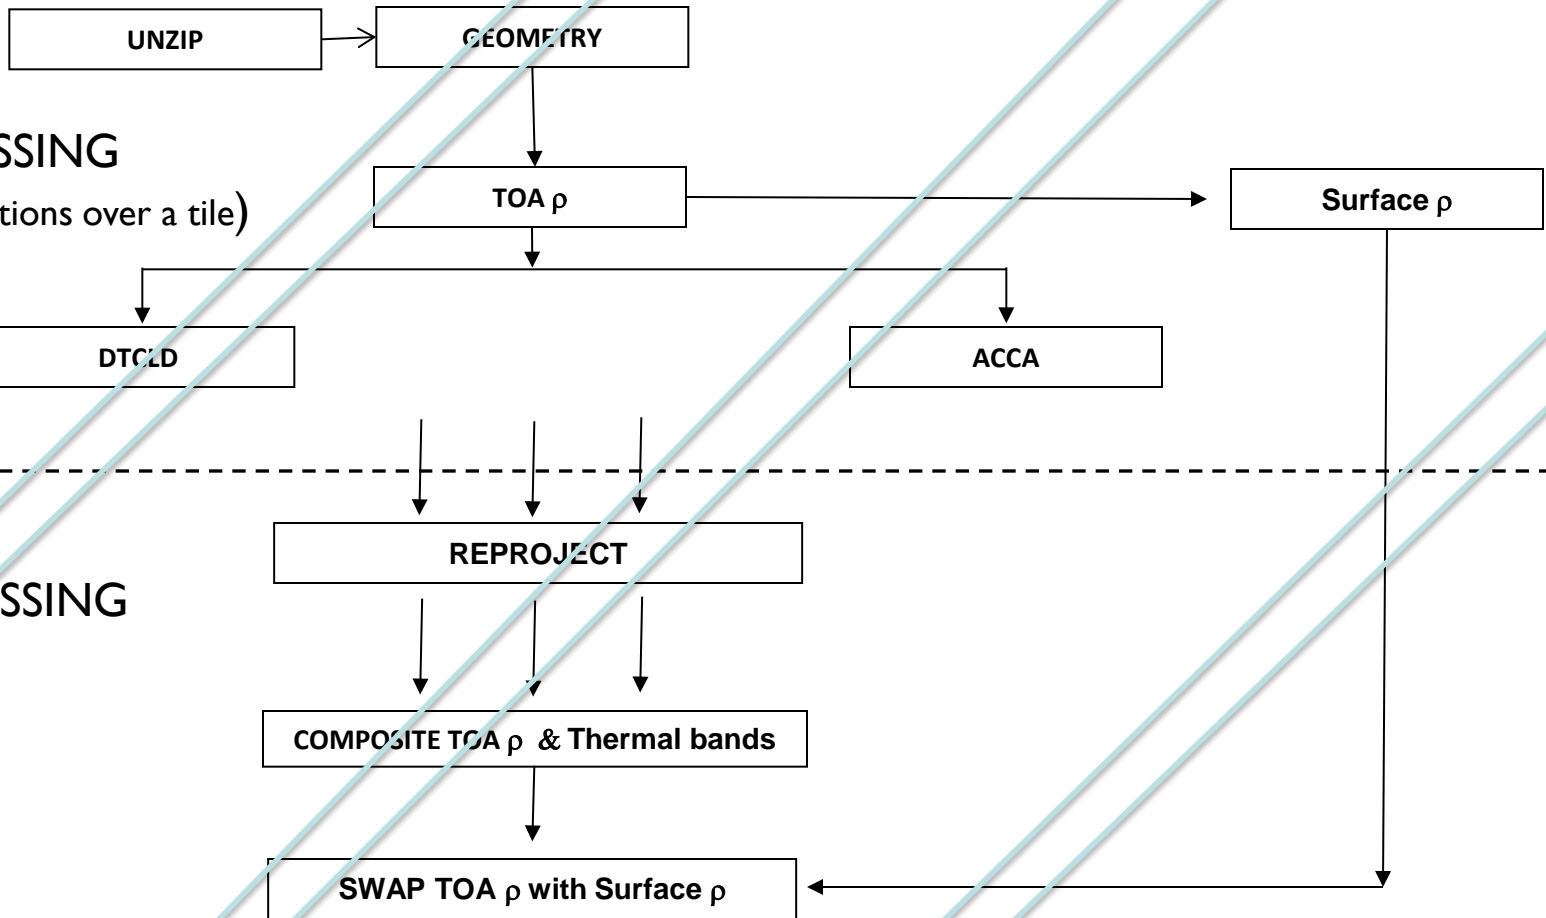 UNZIP
GEOMETRY
SSING
tions over a tile)
TOA ρ
Surface ρ
DTCLD
ACCA
REPROJECT
SSING
COMPOSITE TOA ρ & Thermal bands
SWAP TOA ρ with Surface ρ